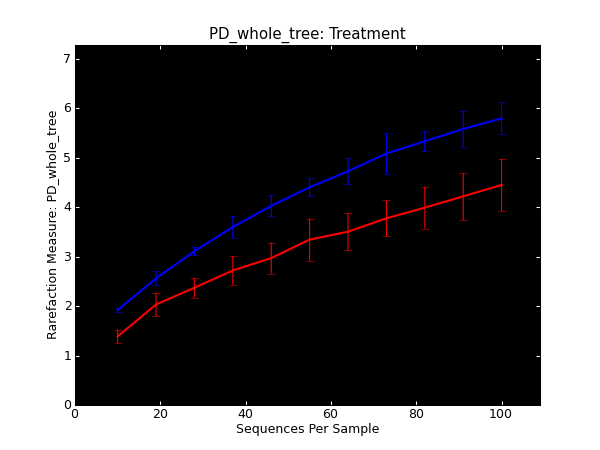 PD_whole_tree: Treatment
7
6
5
4
3
2
1
0
Rarefaction Measure: PD_whole_tree
0 20 40 60 80 100
Sequences Per Sample